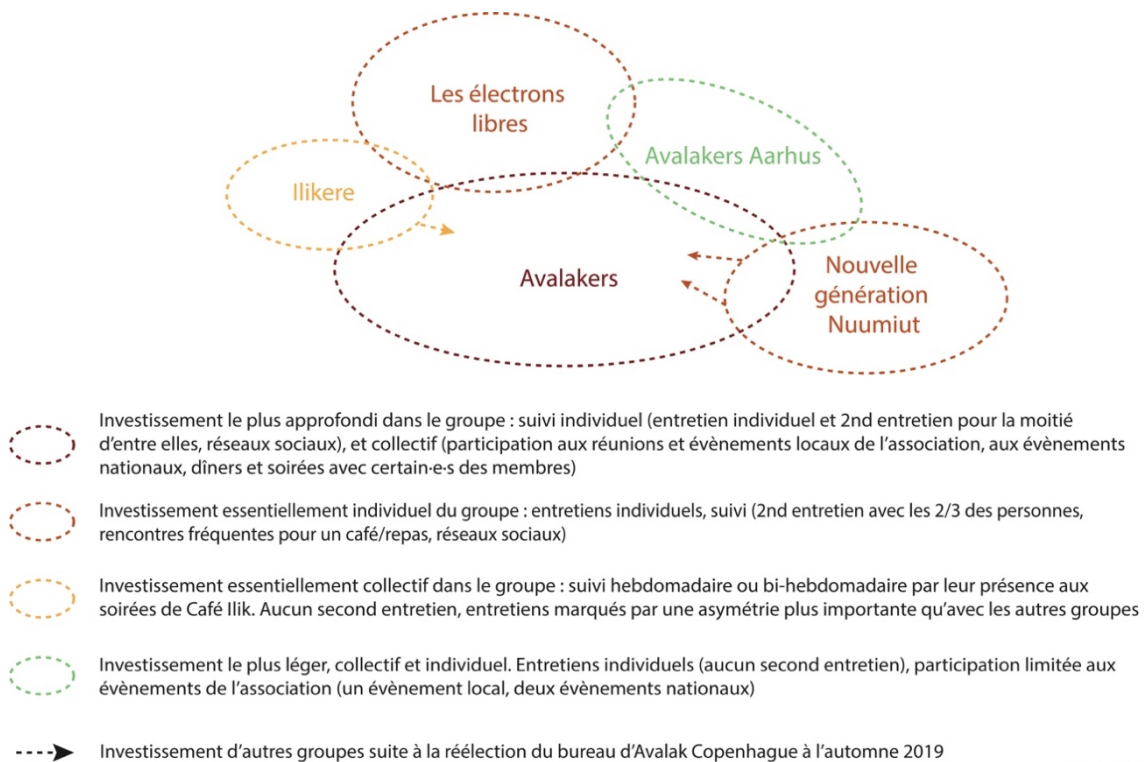 Les électrons
libres
Avalakers Aarhus
Ilikere
Avalakers
Nouvelle
génération
Nuumiut
Investissement le plus approfondi dans le groupe : suivi individuel (entretien individuel et 2nd entretien pour la moitié
d'entre elles, réseaux sociaux), et collectif (participation aux réunions et évènements locaux de l'association, aux évènements
nationaux, dîners et soirées avec certain·e·s des membres)
Investissement essentiellement individuel du groupe : entretiens individuels, suivi (2nd entretien avec les 2/3 des personnes,
rencontres fréquentes pour un café/repas, réseaux sociaux)
Investissement essentiellement collectif dans le groupe : suivi hebdomadaire ou bi-hebdomadaire par leur présence aux
soirées de Café Ilik. Aucun second entretien, entretiens marqués par une asymétrie plus importante qu'avec les autres groupes
Investissement le plus léger, collectif et individuel. Entretiens individuels (aucun second entretien), participation limitée aux
évènements de l'association (un évènement local, deux évènements nationaux)
Investissement d'autres groupes suite à la réélection du bureau d'Avalak Copenhague à l'automne 2019